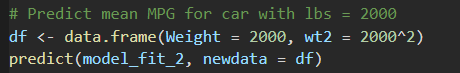 # Predict mean MPG for car with lbs = 2000
df <- data.frame(Weight = 2000, wt2 = 2000^2)
predict(model_fit_2, newdata = df)